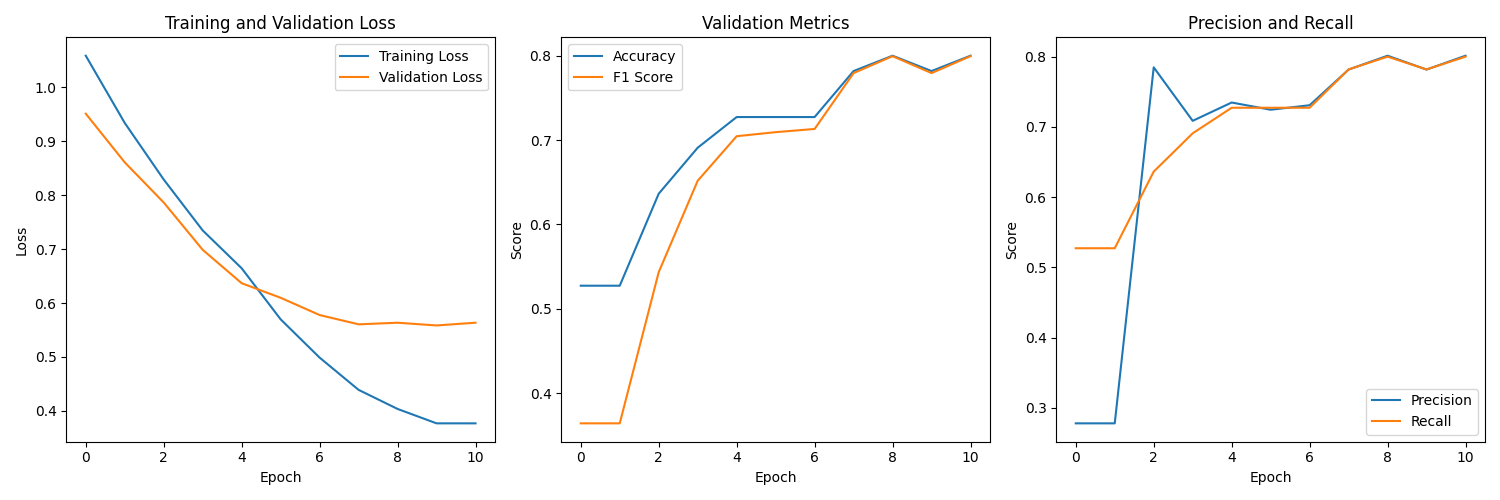 Training and Validation Loss
Training Loss
Validation Loss
1.0
0.9
0.8
0.7
0.6
0.5
0.4
Loss
0 2 4 6 8 10
Epoch
Validation Metrics
Accuracy
F1 Score
0.8
0.7
0.6
0.5
0.4
Score
0 2 4 6 8 10
Epoch
Precision and Recall
0.8
0.7
0.6
0.5
0.4
0.3
Score
Precision
Recall
0 2 4 6 8 10
Epoch